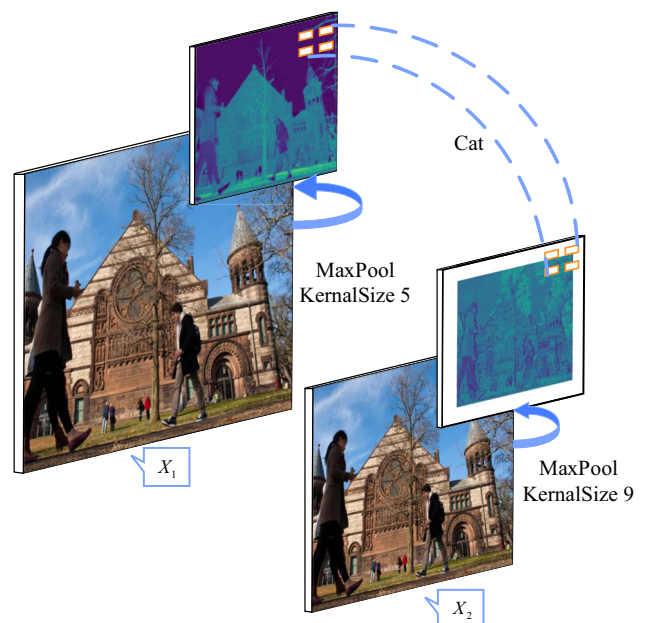 Cat
MaxPool
KernalSize 5
X₁
MaxPool
KernalSize 9
X₂